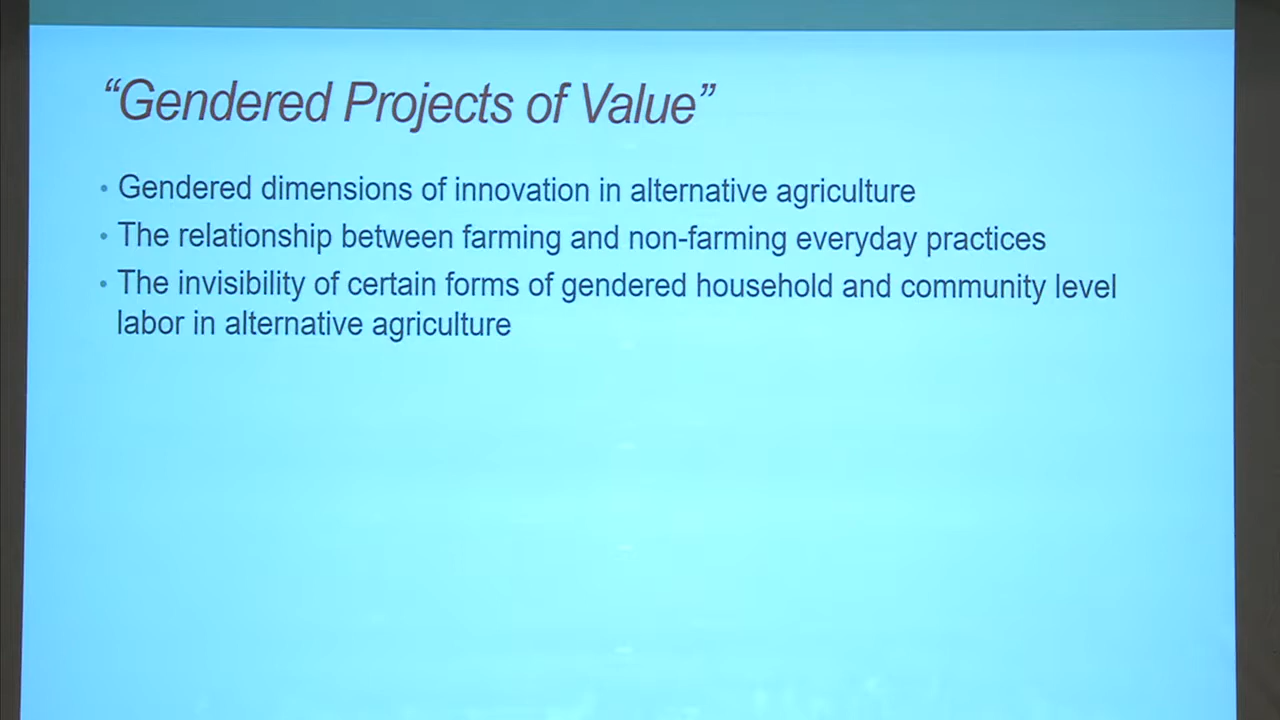 “Gendered Projects of Value”
• Gendered dimensions of innovation in alternative agriculture
• The relationship between farming and non-farming everyday practices
• The invisibility of certain forms of gendered household and community level
labor in alternative agriculture